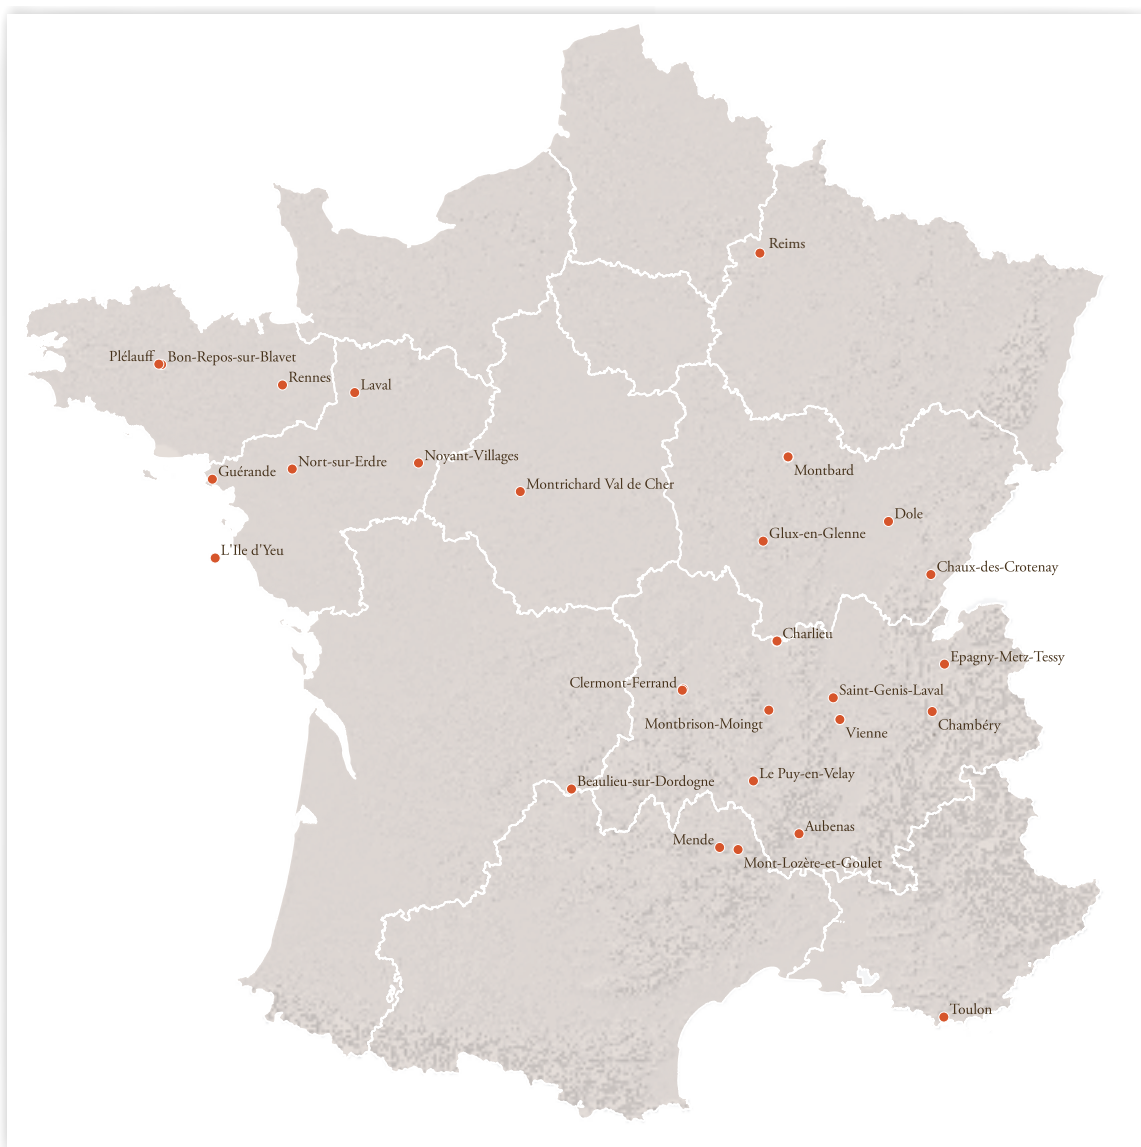 Reims
Plélauff
Bon-Repos-sur-Blavet
Rennes
Laval
Noyant-Villages
Nort-sur-Erdre
Guérande
Montbard
Montrichard Val de Cher
Dole
Glux-en-Glenne
L'Ile d'Yeu
Chaux-des-Crotenay
Charlieu
Epagny-Metz-Tessy
Clermont-Ferrand
Saint-Genis-Laval
Montbrison-Moingt
Chambéry
Vienne
Le Puy-en-Velay
Beaulieu-sur-Dordogne
Aubenas
Mende
Mont-Lozère-et-Goulet
Toulon